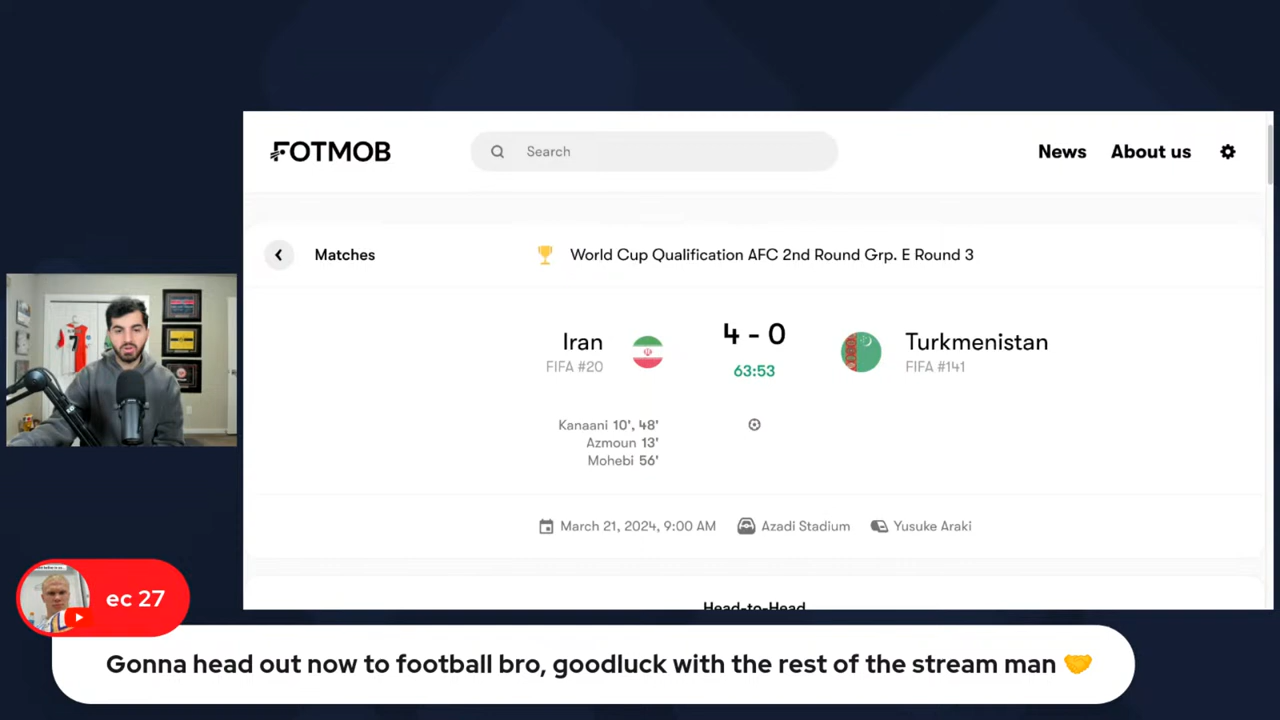 FOTMOB
Search
News
About us
Matches
World Cup Qualification AFC 2nd Round Grp. E Round 3
Iran
FIFA #20
4 - 0
63:53
Turkmenistan
FIFA #141
Kanaani 10', 48'
Azmoun 13'
Mohebi 56'
March 21, 2024, 9:00 AM
Azadi Stadium
Yusuke Araki
Head-to-Head
7
ec 27
Gonna head out now to football bro, goodluck with the rest of the stream man 🤝